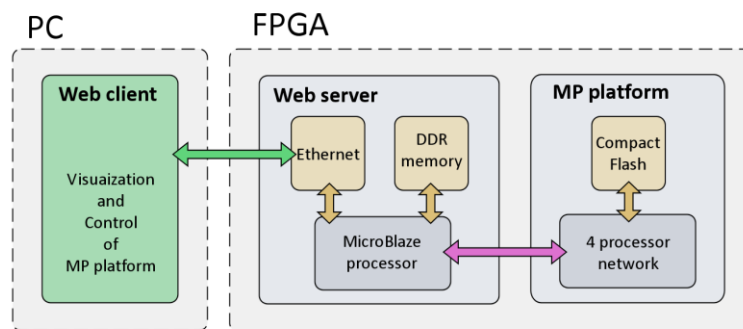 PC
FPGA
Web client
Visuaization
and
Control
of
MP platform
Web server
Ethernet
DDR
memory
MicroBlaze
processor
MP platform
Compact
Flash
4 processor
network